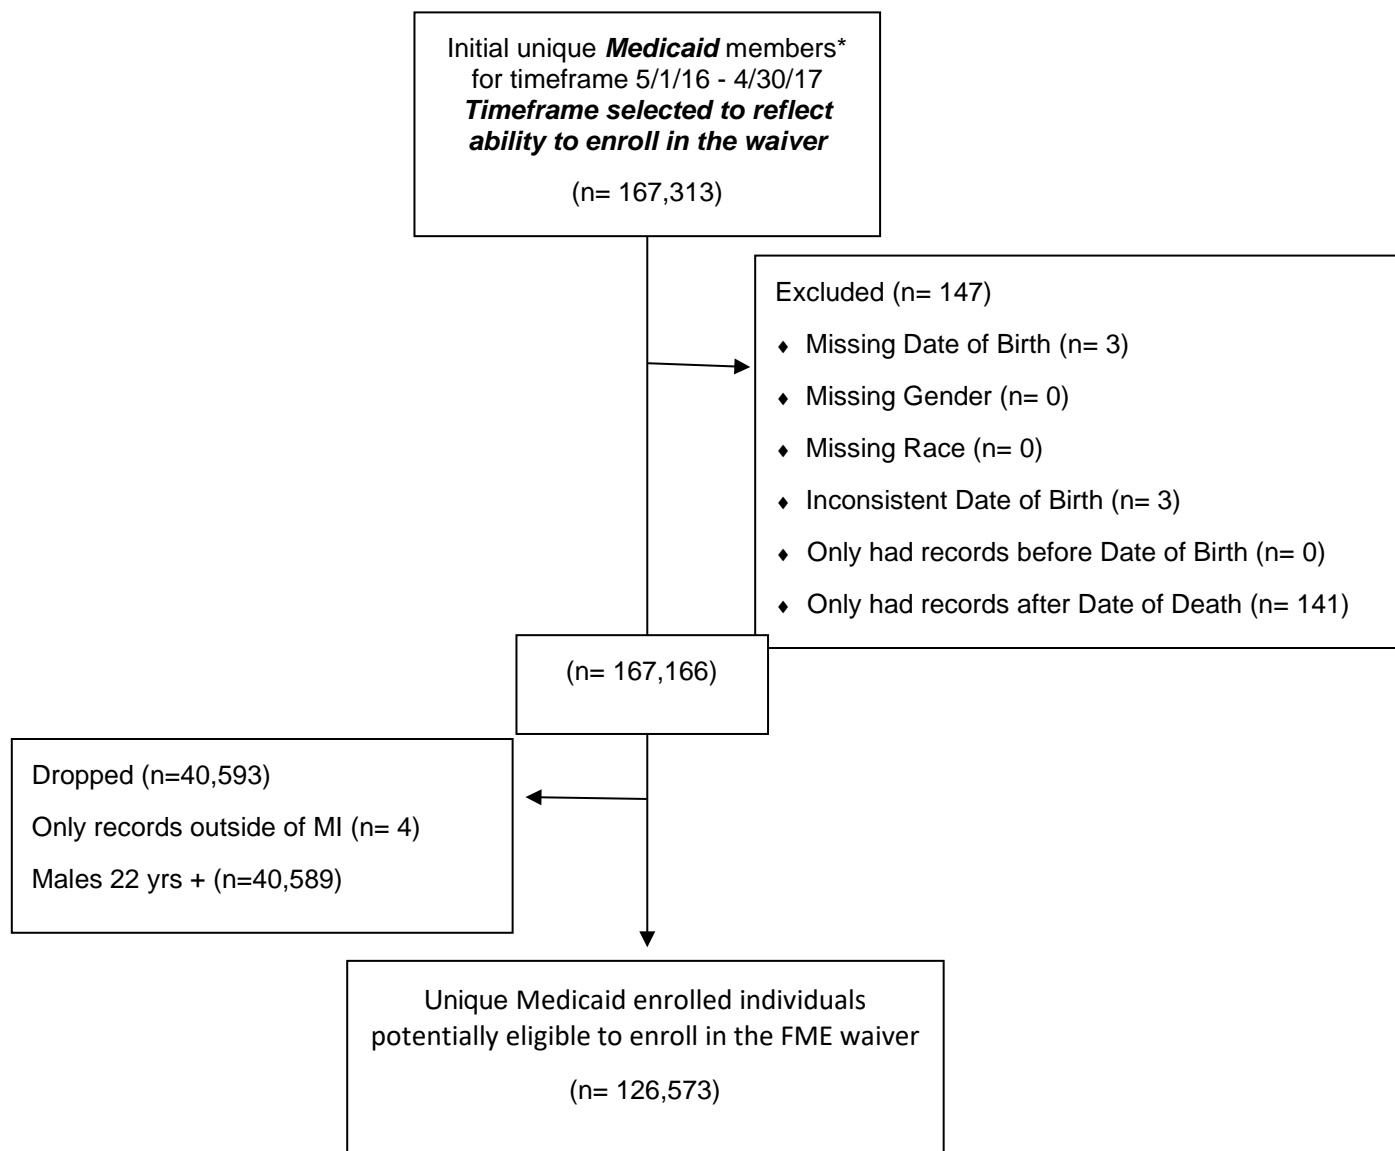 Initial unique Medicaid members*
for timeframe 5/1/16 - 4/30/17
Timeframe selected to reflect
ability to enroll in the waiver
(n= 167,313)
Excluded (n= 147)
♦ Missing Date of Birth (n= 3)
♦ Missing Gender (n= 0)
♦ Missing Race (n= 0)
♦ Inconsistent Date of Birth (n= 3)
♦ Only had records before Date of Birth (n= 0)
♦ Only had records after Date of Death (n= 141)
(n= 167,166)
Dropped (n=40,593)
Only records outside of MI (n= 4)
Males 22 yrs + (n=40,589)
Unique Medicaid enrolled individuals
potentially eligible to enroll in the FME waiver
(n= 126,573)